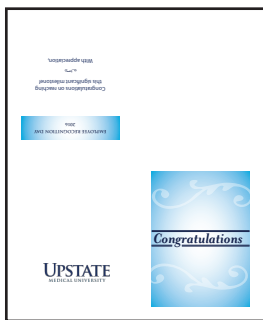 EMPLOYEE RECOGNITION DAY
2016
Congratulations on reaching
this significant milestone!
With appreciation,
Congratulations
UPSTATE
MEDICAL UNIVERSITY